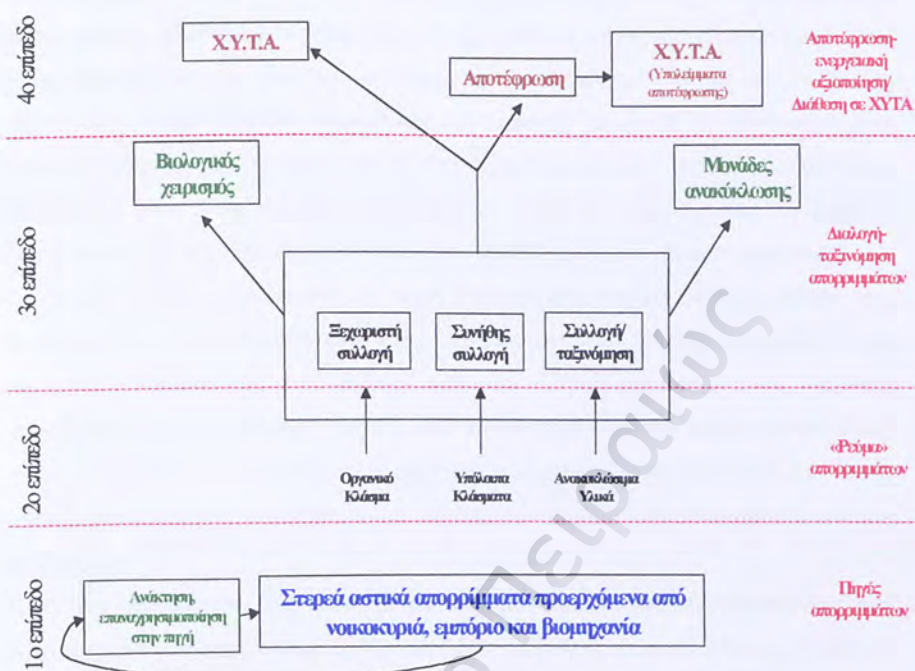 4ο επίπεδο
Χ.Υ.Τ.Α.
Αποτέφρωση
Χ.Υ.Τ.Α.
(Υπολείμματα
αποτέφρωσης)
Αποτέφρωση-
ενεργειακή
αξιοποίηση/
Διάθεση σε ΧΥΤΑ
3ο επίπεδο
Βιολογικός
χειρισμός
Μονάδες
ανακύκλωσης
Διαλογή-
ταξινόμηση
απορριμμάτων
Ξεχωριστή
συλλογή
Συνήθης
συλλογή
Συλλογή/
ταξινόμηση
2ο επίπεδο
Οργανικό
Κλάσμα
Υπόλοιπα
Κλάσματα
Ανακυκλώσιμα
Υλικά
«Ρεύμα»
απορριμμάτων
1ο επίπεδο
Ανάκτηση,
επαναχρησιμοποίηση
στην πηγή
Στερεά αστικά απορρίμματα προερχόμενα από
νοικοκυριά, εμπόριο και βιομηχανία
Πηγές
απορριμμάτων
Πειραιώς